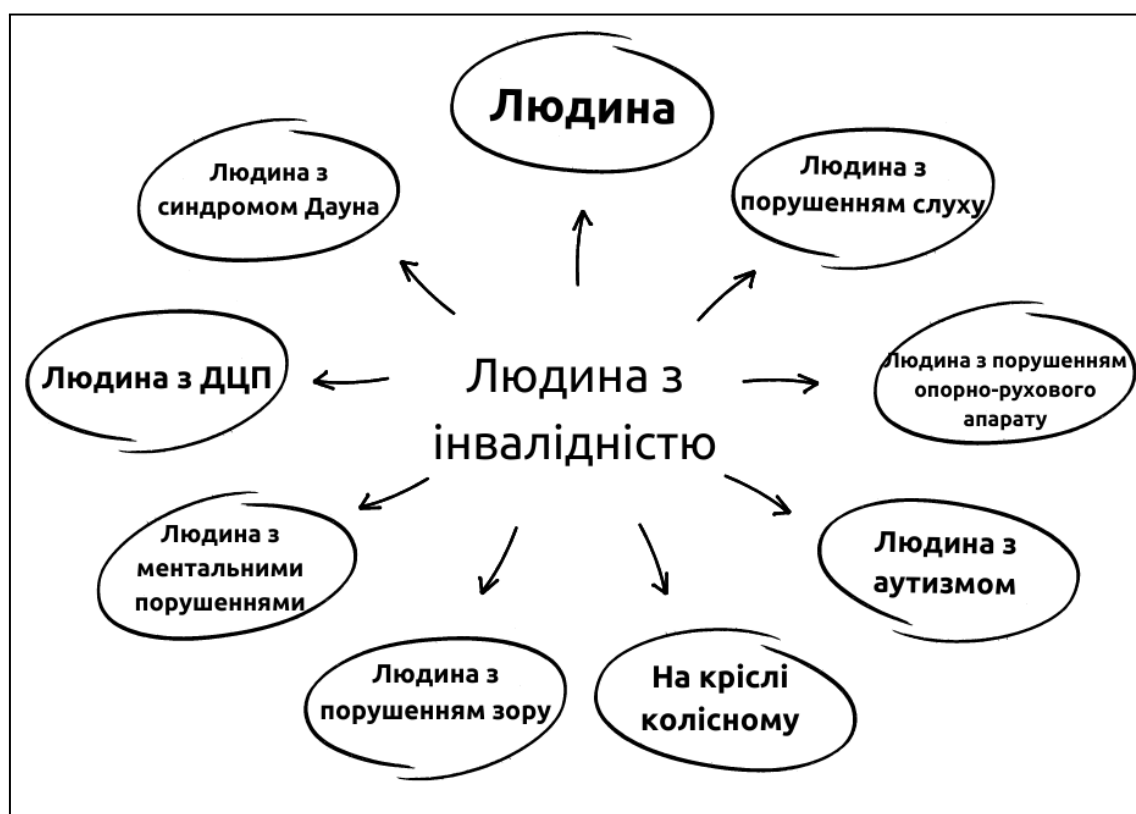 Людина
Людина з
синдромом Дауна
Людина з
порушенням слуху
Людина з ДЦП
Людина з
інвалідністю
Людина з порушенням
опорно-рухового
апарату
Людина з
ментальними
порушеннями
Людина з
аутизмом
Людина з
порушенням зору
На кріслі
колісному